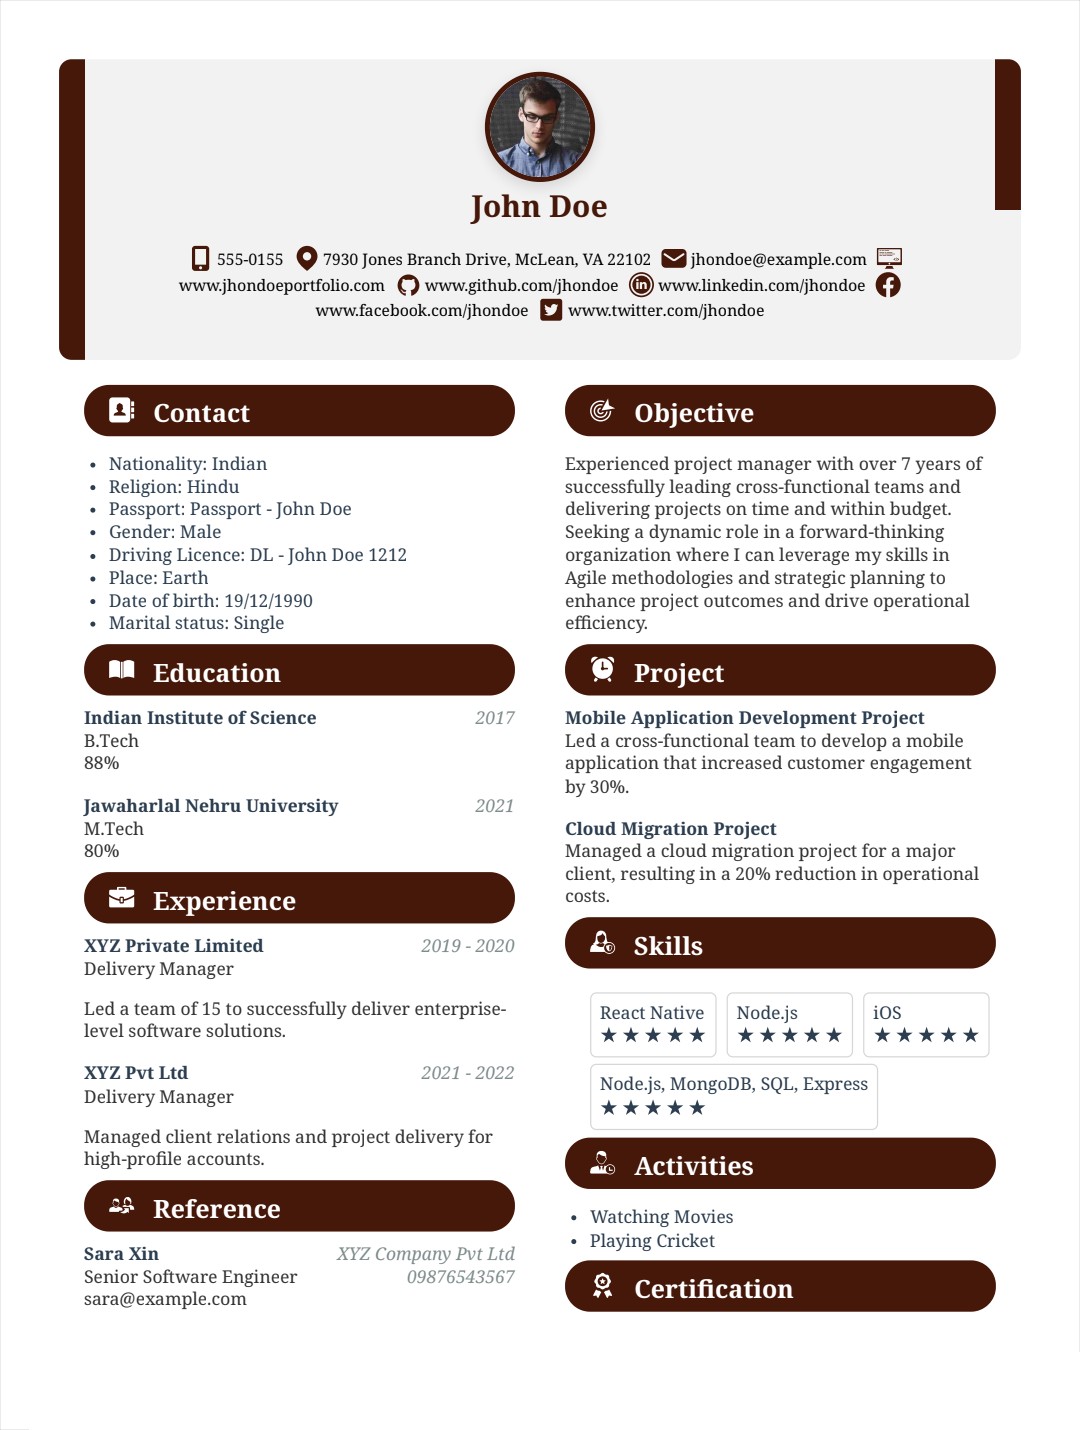 John Doe
555-0155 7930 Jones Branch Drive, McLean, VA 22102 jhondoe@example.com
www.jhondoeportfolio.com www.github.com/jhondoe www.linkedin.com/jhondoe
www.facebook.com/jhondoe www.twitter.com/jhondoe
Contact
• Nationality: Indian
• Religion: Hindu
• Passport: Passport - John Doe
• Gender: Male
• Driving Licence: DL - John Doe 1212
• Place: Earth
• Date of birth: 19/12/1990
• Marital status: Single
Education
Indian Institute of Science 2017
B.Tech
88%
Jawaharlal Nehru University 2021
M.Tech
80%
Experience
XYZ Private Limited 2019 - 2020
Delivery Manager
Led a team of 15 to successfully deliver enterprise-
level software solutions.
XYZ Pvt Ltd 2021 - 2022
Delivery Manager
Managed client relations and project delivery for
high-profile accounts.
Reference
Sara Xin XYZ Company Pvt Ltd
Senior Software Engineer 09876543567
sara@example.com
Objective
Experienced project manager with over 7 years of
successfully leading cross-functional teams and
delivering projects on time and within budget.
Seeking a dynamic role in a forward-thinking
organization where I can leverage my skills in
Agile methodologies and strategic planning to
enhance project outcomes and drive operational
efficiency.
Project
Mobile Application Development Project
Led a cross-functional team to develop a mobile
application that increased customer engagement
by 30%.
Cloud Migration Project
Managed a cloud migration project for a major
client, resulting in a 20% reduction in operational
costs.
Skills
React Native Node.js iOS
★★★★★ ★★★★★ ★★★★★
Node.js, MongoDB, SQL, Express
★★★★★
Activities
• Watching Movies
• Playing Cricket
Certification